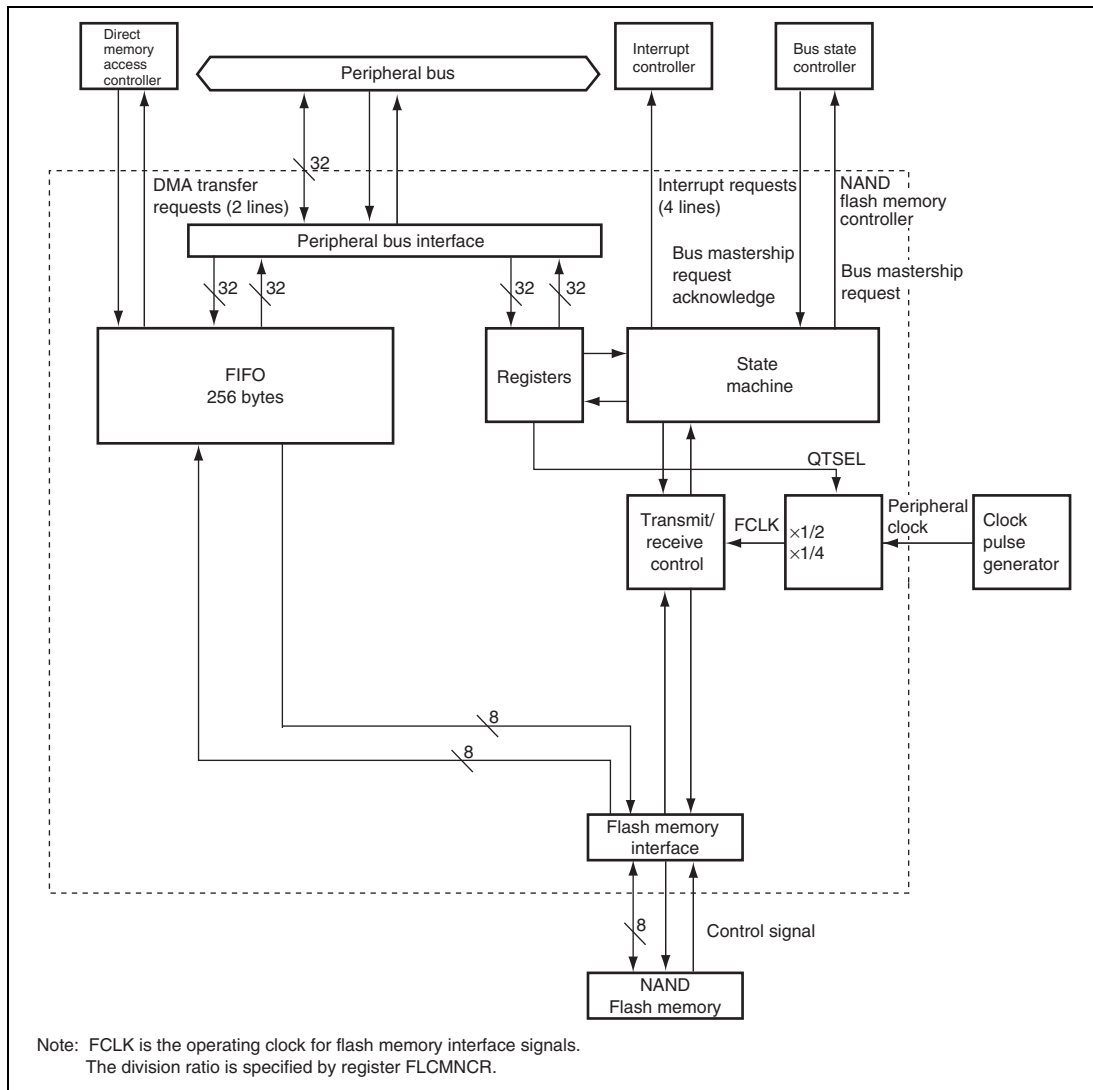 Direct
memory
access
controller
Peripheral bus
Interrupt
controller
Bus state
controller
32
DMA transfer
requests (2 lines)
Interrupt requests
(4 lines)
NAND
flash memory
controller
Peripheral bus interface
Bus mastership
request
acknowledge
Bus mastership
request
32
32
32
32
FIFO
256 bytes
Registers
State
machine
QTSEL
Transmit/
receive
control
FCLK
×1/2
×1/4
Peripheral
clock
Clock
pulse
generator
8
8
Flash memory
interface
8
Control signal
NAND
Flash memory
Note: FCLK is the operating clock for flash memory interface signals.
The division ratio is specified by register FLCMNCR.